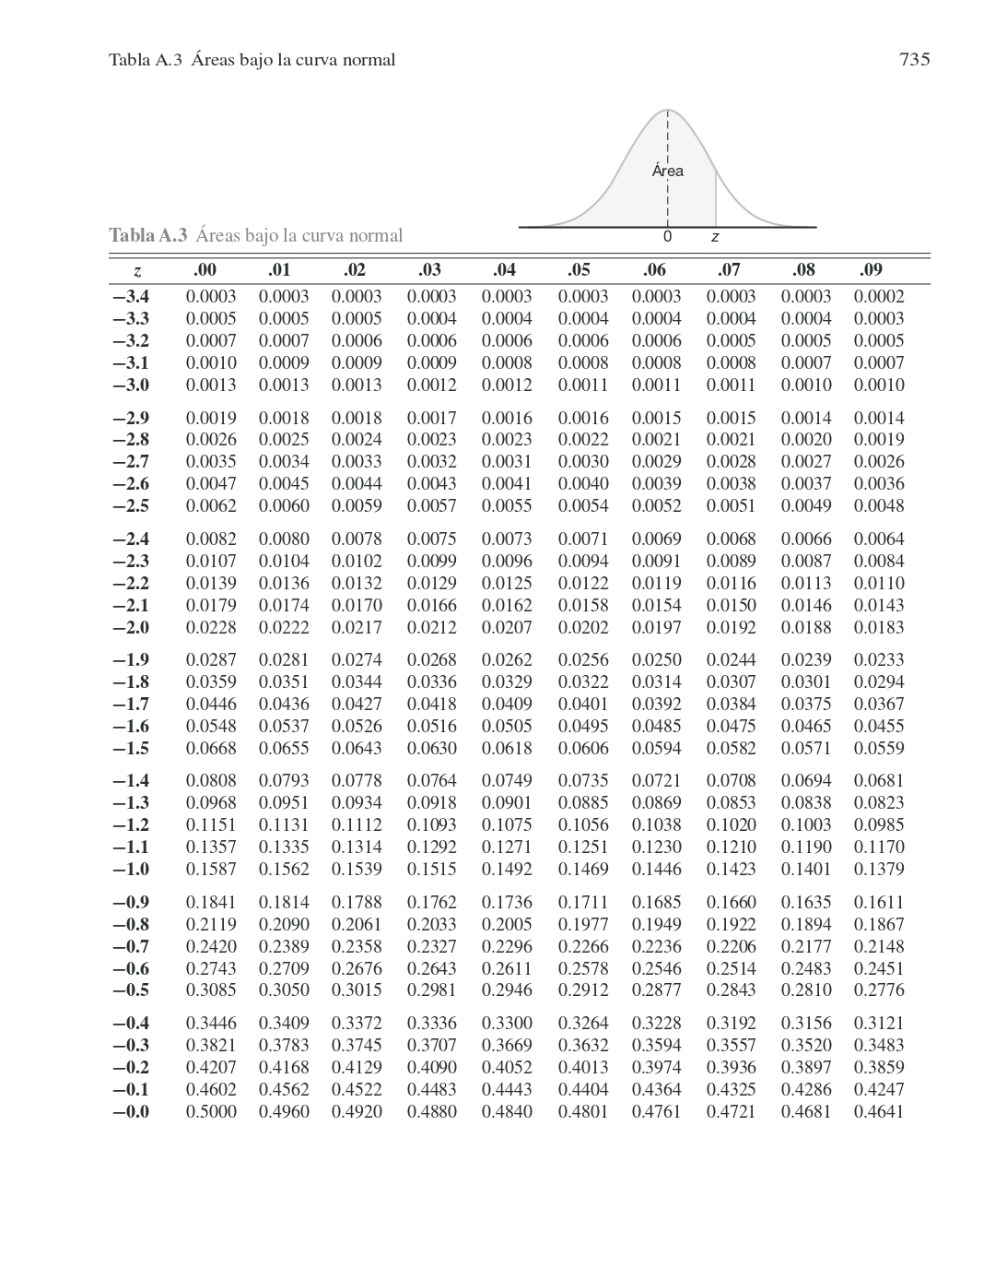 Tabla A.3 Áreas bajo la curva normal 735
Área
0 z
Tabla A.3 Áreas bajo la curva normal
z .00 .01 .02 .03 .04 .05 .06 .07 .08 .09
−3.4 0.0003 0.0003 0.0003 0.0003 0.0003 0.0003 0.0003 0.0003 0.0003 0.0002
−3.3 0.0005 0.0005 0.0005 0.0004 0.0004 0.0004 0.0004 0.0004 0.0004 0.0003
−3.2 0.0007 0.0007 0.0006 0.0006 0.0006 0.0006 0.0006 0.0005 0.0005 0.0005
−3.1 0.0010 0.0009 0.0009 0.0009 0.0008 0.0008 0.0008 0.0008 0.0007 0.0007
−3.0 0.0013 0.0013 0.0013 0.0012 0.0012 0.0011 0.0011 0.0011 0.0010 0.0010
−2.9 0.0019 0.0018 0.0018 0.0017 0.0016 0.0016 0.0015 0.0015 0.0014 0.0014
−2.8 0.0026 0.0025 0.0024 0.0023 0.0023 0.0022 0.0021 0.0021 0.0020 0.0019
−2.7 0.0035 0.0034 0.0033 0.0032 0.0031 0.0030 0.0029 0.0028 0.0027 0.0026
−2.6 0.0047 0.0045 0.0044 0.0043 0.0041 0.0040 0.0039 0.0038 0.0037 0.0036
−2.5 0.0062 0.0060 0.0059 0.0057 0.0055 0.0054 0.0052 0.0051 0.0049 0.0048
−2.4 0.0082 0.0080 0.0078 0.0075 0.0073 0.0071 0.0069 0.0068 0.0066 0.0064
−2.3 0.0107 0.0104 0.0102 0.0099 0.0096 0.0094 0.0091 0.0089 0.0087 0.0084
−2.2 0.0139 0.0136 0.0132 0.0129 0.0125 0.0122 0.0119 0.0116 0.0113 0.0110
−2.1 0.0179 0.0174 0.0170 0.0166 0.0162 0.0158 0.0154 0.0150 0.0146 0.0143
−2.0 0.0228 0.0222 0.0217 0.0212 0.0207 0.0202 0.0197 0.0192 0.0188 0.0183
−1.9 0.0287 0.0281 0.0274 0.0268 0.0262 0.0256 0.0250 0.0244 0.0239 0.0233
−1.8 0.0359 0.0351 0.0344 0.0336 0.0329 0.0322 0.0314 0.0307 0.0301 0.0294
−1.7 0.0446 0.0436 0.0427 0.0418 0.0409 0.0401 0.0392 0.0384 0.0375 0.0367
−1.6 0.0548 0.0537 0.0526 0.0516 0.0505 0.0495 0.0485 0.0475 0.0465 0.0455
−1.5 0.0668 0.0655 0.0643 0.0630 0.0618 0.0606 0.0594 0.0582 0.0571 0.0559
−1.4 0.0808 0.0793 0.0778 0.0764 0.0749 0.0735 0.0721 0.0708 0.0694 0.0681
−1.3 0.0968 0.0951 0.0934 0.0918 0.0901 0.0885 0.0869 0.0853 0.0838 0.0823
−1.2 0.1151 0.1131 0.1112 0.1093 0.1075 0.1056 0.1038 0.1020 0.1003 0.0985
−1.1 0.1357 0.1335 0.1314 0.1292 0.1271 0.1251 0.1230 0.1210 0.1190 0.1170
−1.0 0.1587 0.1562 0.1539 0.1515 0.1492 0.1469 0.1446 0.1423 0.1401 0.1379
−0.9 0.1841 0.1814 0.1788 0.1762 0.1736 0.1711 0.1685 0.1660 0.1635 0.1611
−0.8 0.2119 0.2090 0.2061 0.2033 0.2005 0.1977 0.1949 0.1922 0.1894 0.1867
−0.7 0.2420 0.2389 0.2358 0.2327 0.2296 0.2266 0.2236 0.2206 0.2177 0.2148
−0.6 0.2743 0.2709 0.2676 0.2643 0.2611 0.2578 0.2546 0.2514 0.2483 0.2451
−0.5 0.3085 0.3050 0.3015 0.2981 0.2946 0.2912 0.2877 0.2843 0.2810 0.2776
−0.4 0.3446 0.3409 0.3372 0.3336 0.3300 0.3264 0.3228 0.3192 0.3156 0.3121
−0.3 0.3821 0.3783 0.3745 0.3707 0.3669 0.3632 0.3594 0.3557 0.3520 0.3483
−0.2 0.4207 0.4168 0.4129 0.4090 0.4052 0.4013 0.3974 0.3936 0.3897 0.3859
−0.1 0.4602 0.4562 0.4522 0.4483 0.4443 0.4404 0.4364 0.4325 0.4286 0.4247
−0.0 0.5000 0.4960 0.4920 0.4880 0.4840 0.4801 0.4761 0.4721 0.4681 0.4641